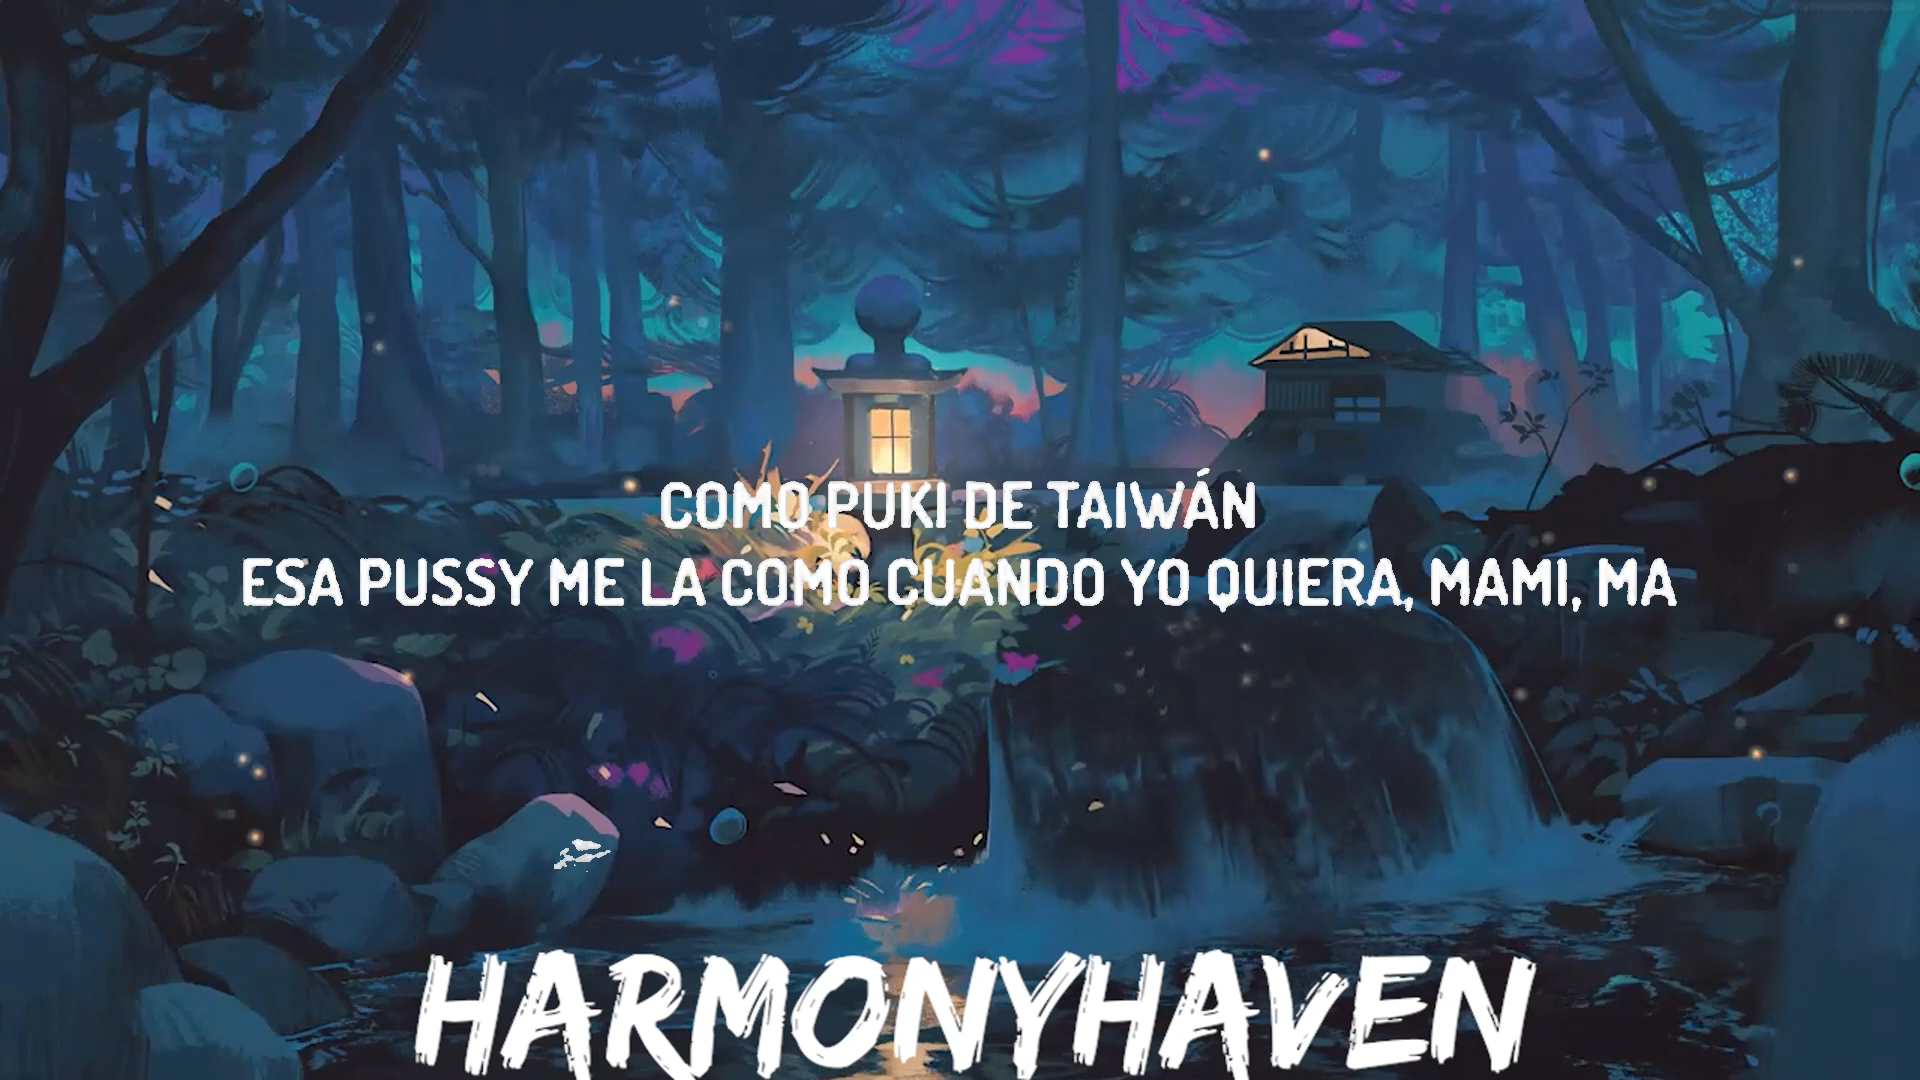 COMO PUKI DE TAIWÁN
ESA PUSSY ME LA COMO CUANDO YO QUIERA, MAMI, MA
HARMONYHAVEN